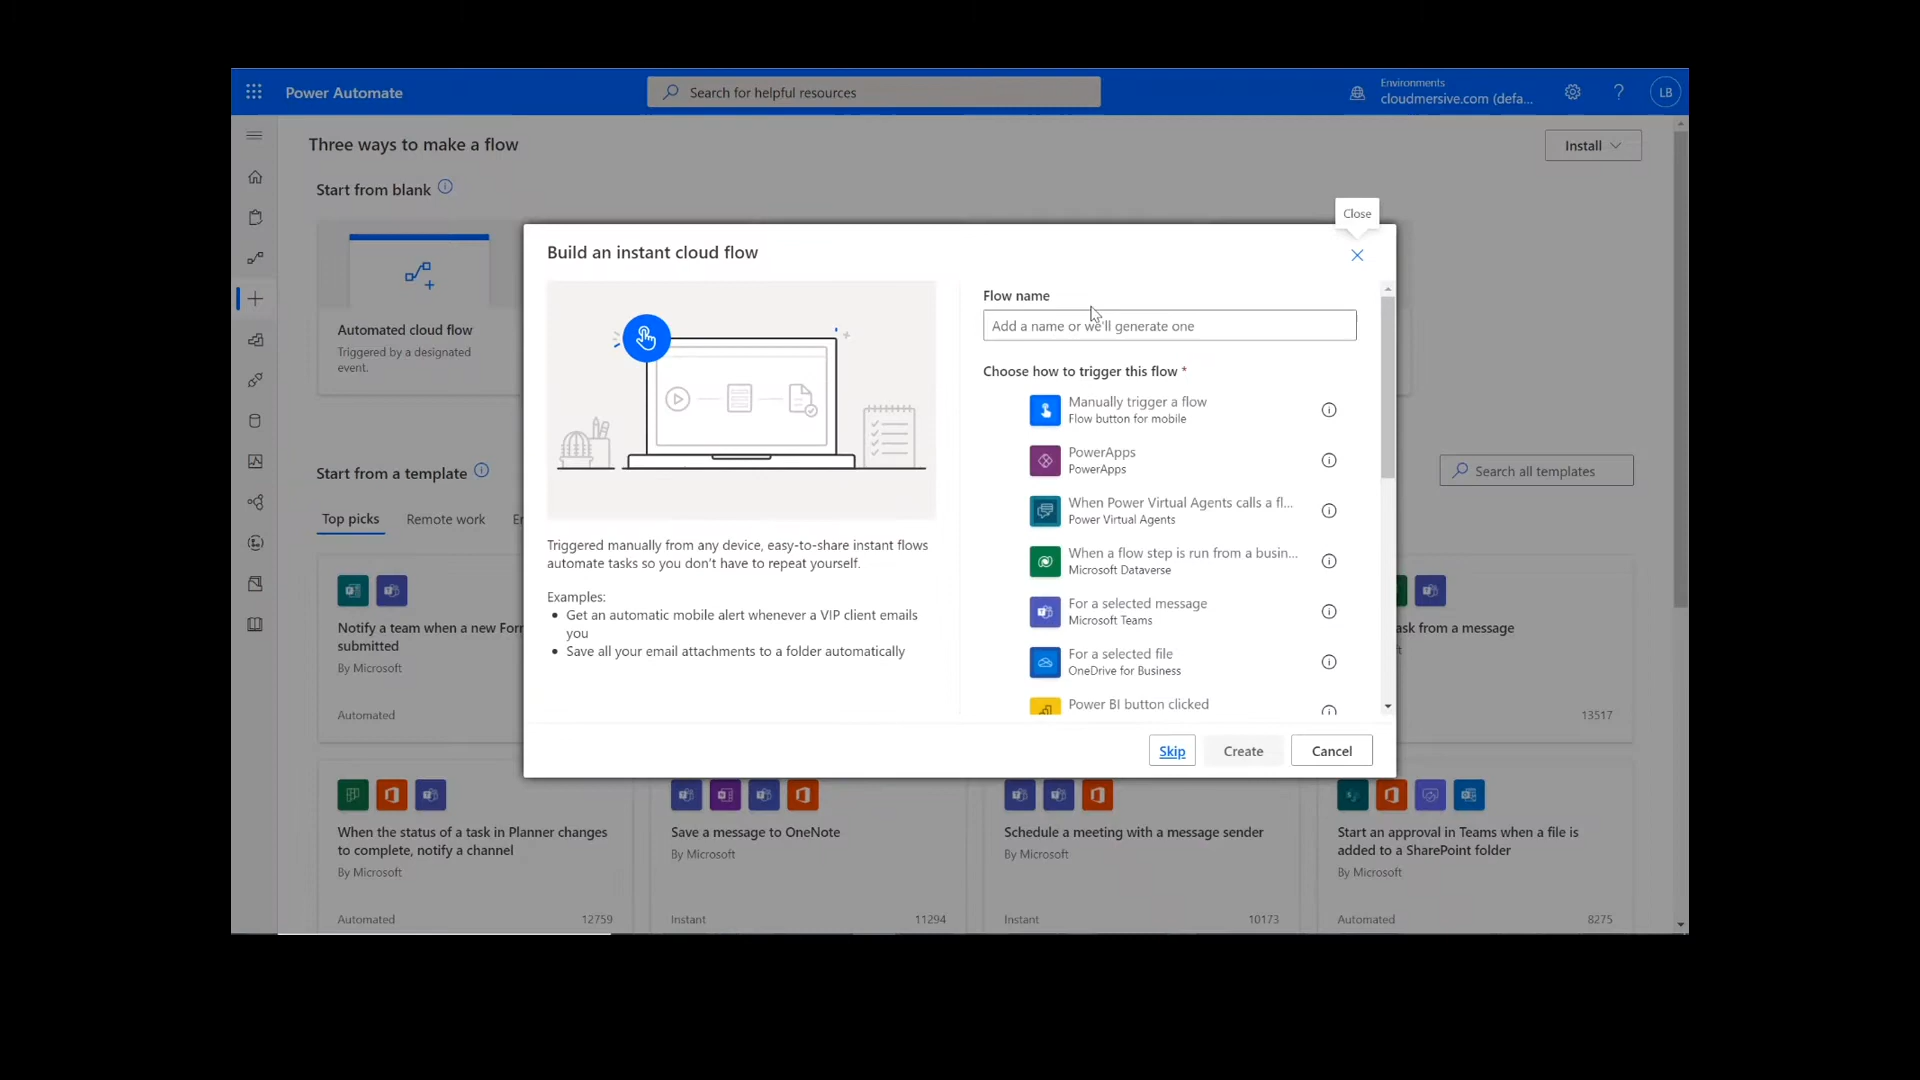 Power Automate
Search for helpful resources
Environments
cloudmersive.com (defa...
?
LB
Three ways to make a flow
Install
Start from blank
Close
Automated cloud flow
Triggered by a designated
event.
Build an instant cloud flow
Triggered manually from any device, easy-to-share instant flows
automate tasks so you don't have to repeat yourself.
Examples:
• Get an automatic mobile alert whenever a VIP client emails
you
• Save all your email attachments to a folder automatically
Flow name
Add a name or we'll generate one
Choose how to trigger this flow *
Manually trigger a flow
Flow button for mobile
PowerApps
PowerApps
When Power Virtual Agents calls a fl...
Power Virtual Agents
When a flow step is run from a busin...
Microsoft Dataverse
For a selected message
Microsoft Teams
For a selected file
OneDrive for Business
Power BI button clicked
Skip
Create
Cancel
Start from a template
Search all templates
Top picks
Remote work
Notify a team when a new For
submitted
By Microsoft
Automated
ask from a message
13517
When the status of a task in Planner changes
to complete, notify a channel
By Microsoft
Automated
12759
Save a message to OneNote
By Microsoft
Instant
11294
Schedule a meeting with a message sender
By Microsoft
Instant
10173
Start an approval in Teams when a file is
added to a SharePoint folder
By Microsoft
Automated
8275